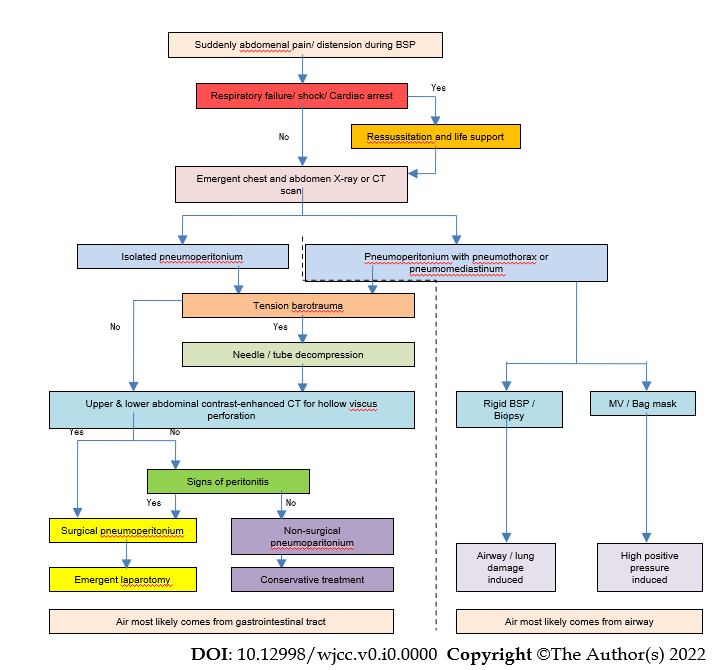 Suddenly abdomenal pain/ distension during BSP
Respiratory failure/ shock/ Cardiac arrest
Yes
No
Ressussitation and life support
Emergent chest and abdomen X-ray or CT
scan
Isolated pneumoperitonium
Pneumoperitonium with pneumothorax or
pneumomediastinum
Tension barotrauma
No
Yes
Needle / tube decompression
Upper & lower abdominal contrast-enhanced CT for hollow viscus
perforation
Rigid BSP /
Biopsy
MV / Bag mask
Yes
No
Signs of peritonitis
Yes
No
Surgical pneumoperitonium
Non-surgical
pneumoparitonium
Airway / lung
damage
induced
High positive
pressure
induced
Emergent laparotomy
Conservative treatment
Air most likely comes from gastrointestinal tract
Air most likely comes from airway
DOI: 10.12998/wjcc.v0.i0.0000 Copyright ©The Author(s) 2022